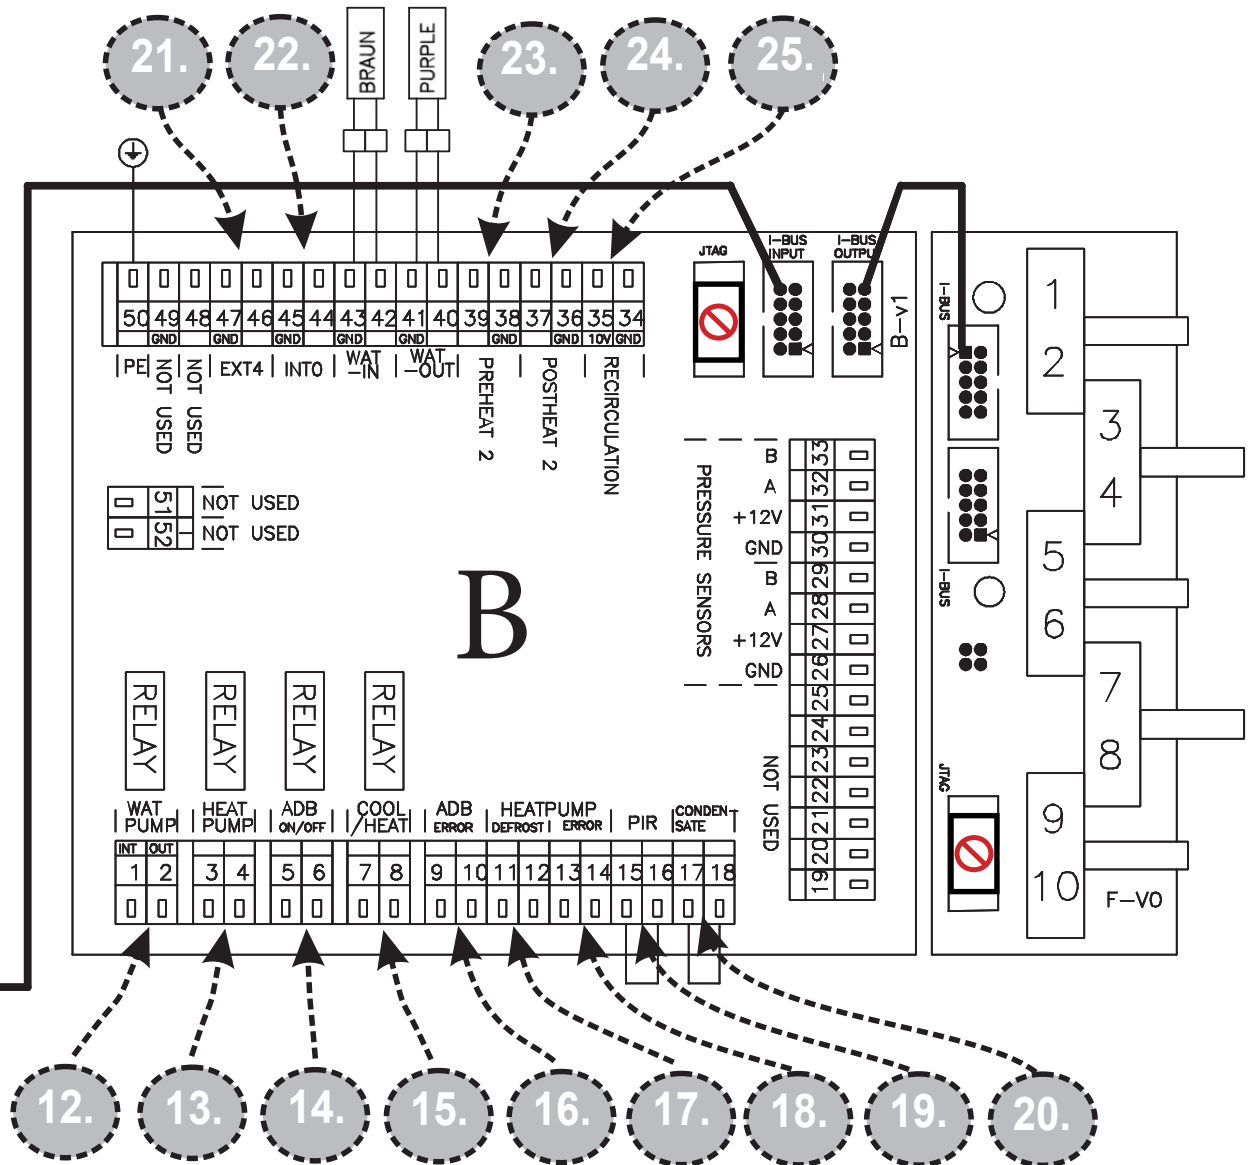 21. 22. 23. 24. 25.
BRAUN
PURPLE
JTAG
I-BUS
INPUT
I-BUS
OUTPUT
B-v1
50 49 48 47 46 45 44 43 42 41 40 39 38 37 36 35 34
GND GND GND GND GND GND GND 10V GND
PE
NOT USED
NOT USED
EXT4
INTO
WAT
-IN
WAT
-OUT
PREHEAT 2
POSTHEAT 2
RECIRCULATION
51 NOT USED
52 NOT USED
B
PRESSURE SENSORS
B 33
A 32
+12V 31
GND 30
B 29
A 28
+12V 27
GND 26
25
24
23
22
21
20
19
NOT USED
RELAY RELAY RELAY RELAY
WAT
PUMP
HEAT
PUMP
ADB
ON/OFF
COOL
/HEAT
ADB
ERROR
HEATPUMP
DEFROST ERROR
PIR
CONDEN-
SATE
INT OUT
1 2 3 4 5 6 7 8 9 10 11 12 13 14 15 16 17 18
I-BUS
I-BUS
JTAG
1
2
3
4
5
6
7
8
9
10
F-VO
12. 13. 14. 15. 16. 17. 18. 19. 20.